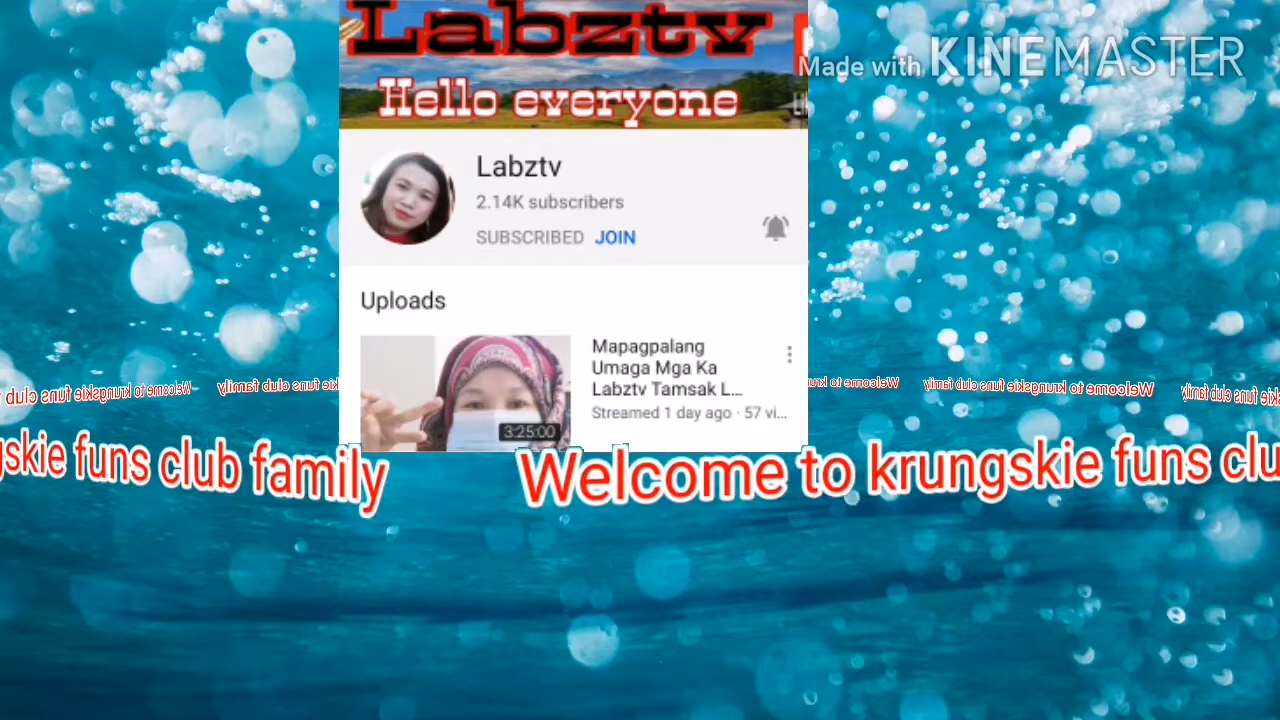 Labztv
Made with KINEMASTER
Hello everyone
Labztv
2.14K subscribers
SUBSCRIBED JOIN
Uploads
Mapagpalang
Umaga Mga Ka
Labztv Tamsak L...
Streamed 1 day ago · 57 vi...
3:25:00
Welcome to krungskie funs club family
Welcome to krungskie funs club family
skie funs club family
Welcome to krungskie funs clu